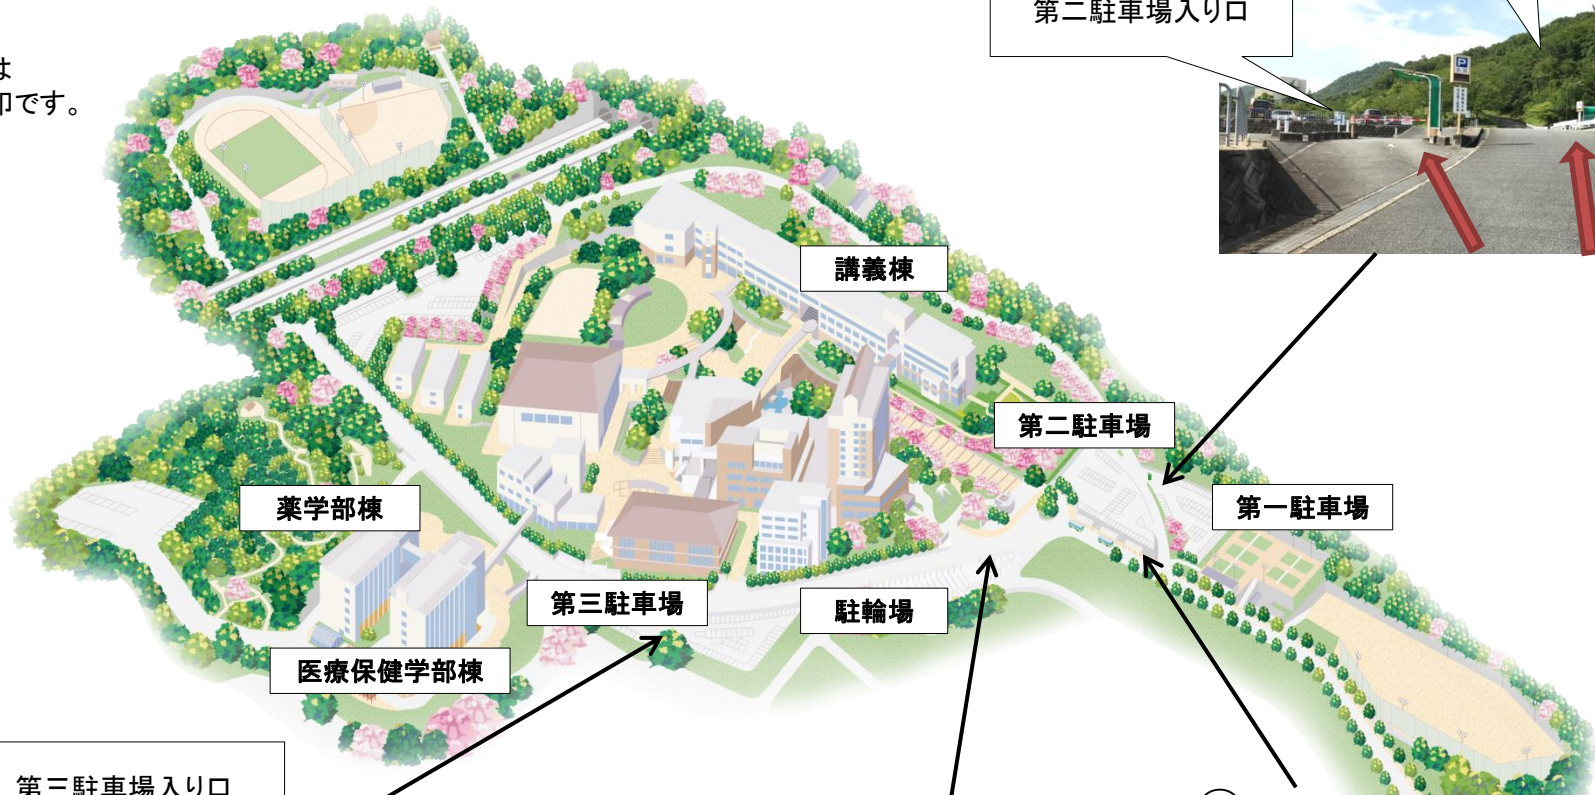 第二駐車場入り口
は
印です。
講義棟
第二駐車場
第一駐車場
薬学部棟
第三駐車場
駐輪場
医療保健学部棟
第三駐車場入り口
P